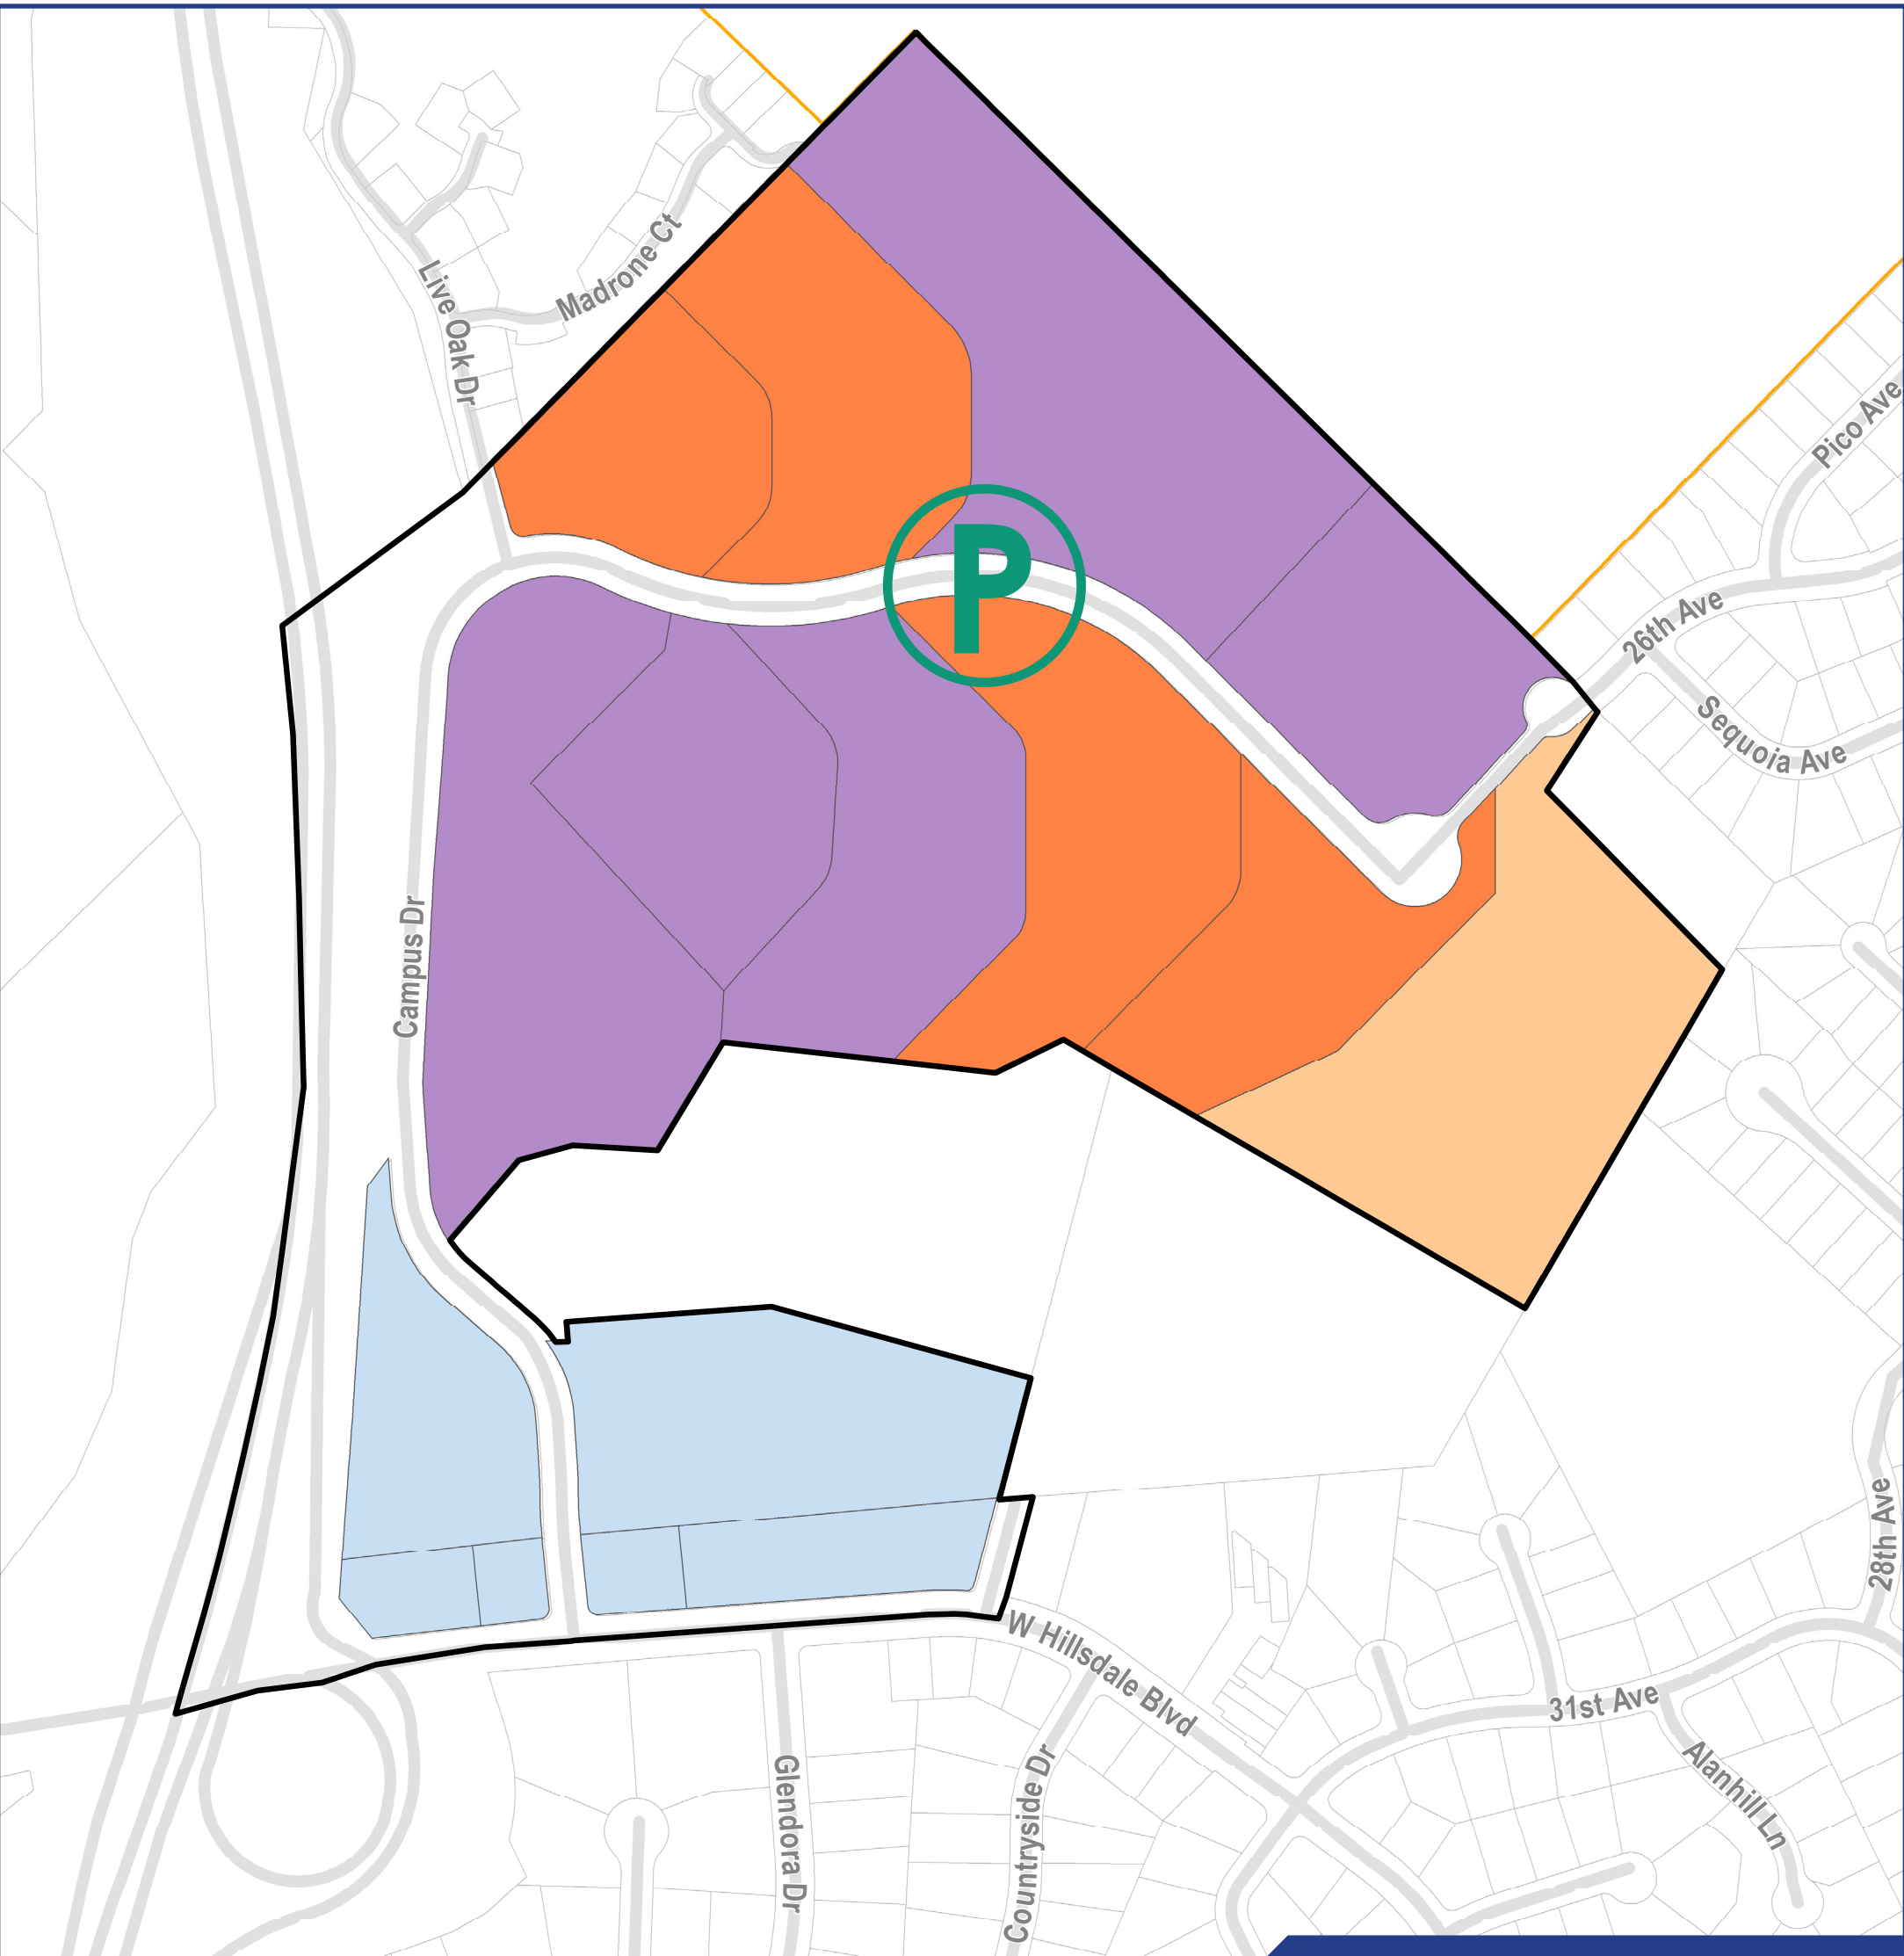 Madrone Ct
Live Oak Dr
Pico Ave
P
26th Ave
Sequoia Ave
Campus Dr
28th Ave
W Hillsdale Blvd
31st Ave
Alanhill Ln
Glendora Dr
Countryside Dr